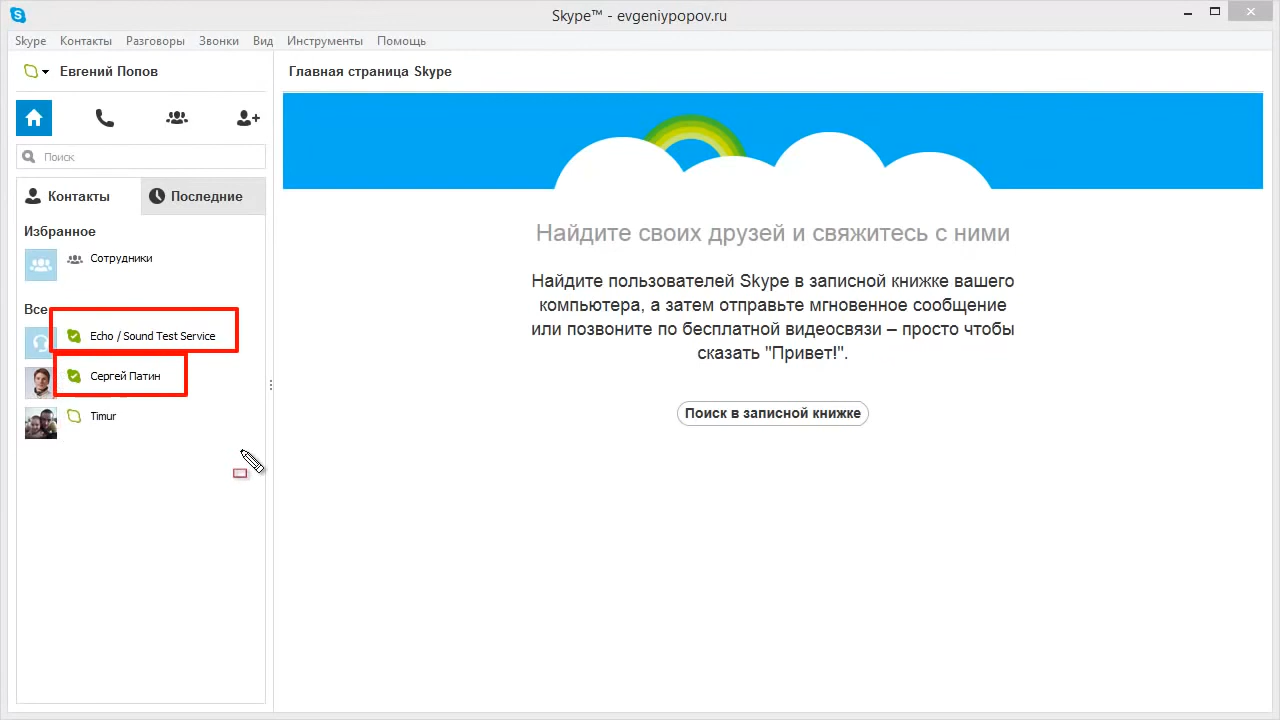 Skype™ - evgeniypopov.ru
Skype Контакты Разговоры Звонки Вид Инструменты Помощь
Евгений Попов
Главная страница Skype
Поиск
Контакты Последние
Избранное
Сотрудники
Все
Echo / Sound Test Service
Сергей Патин
Timur
Найдите своих друзей и свяжитесь с ними
Найдите пользователей Skype в записной книжке вашего
компьютера, а затем отправьте мгновенное сообщение
или позвоните по бесплатной видеосвязи – просто чтобы
сказать "Привет!".
Поиск в записной книжке